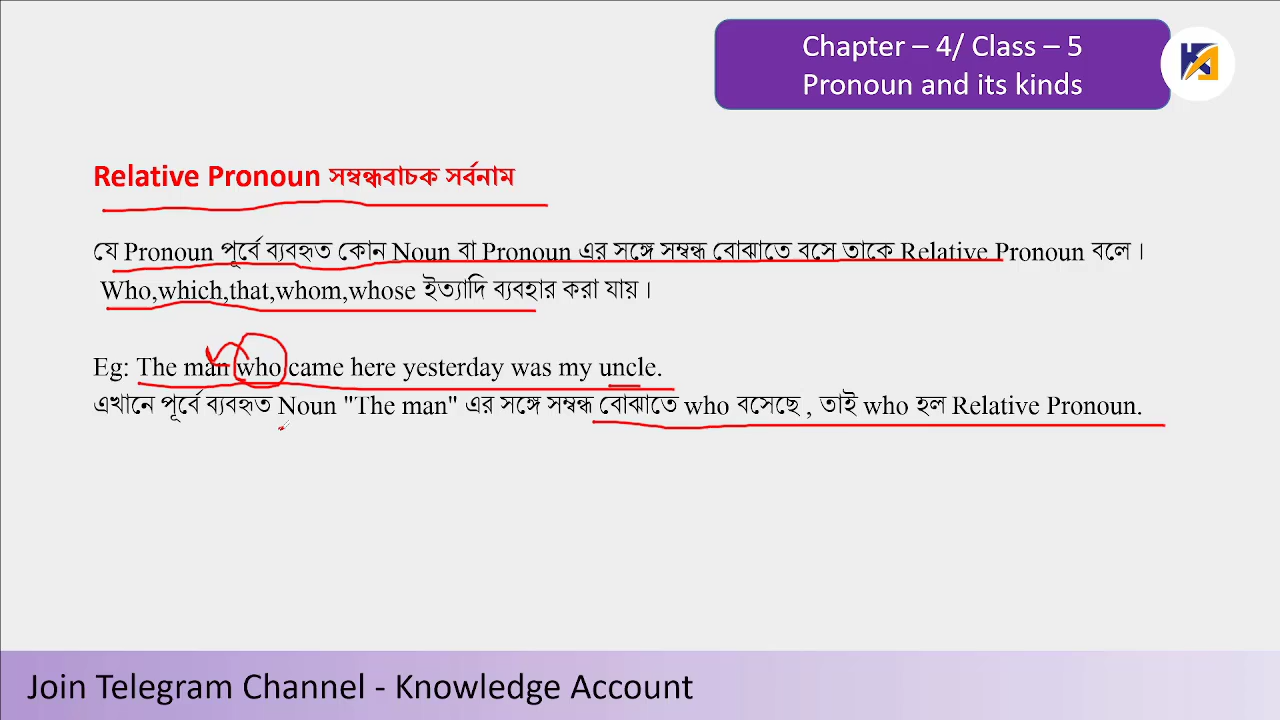 Chapter – 4/ Class – 5
Pronoun and its kinds
Relative Pronoun সম্বন্ধবাচক সর্বনাম
যে Pronoun পূর্বে ব্যবহৃত কোন Noun বা Pronoun এর সঙ্গে সম্বন্ধ বোঝাতে বসে তাকে Relative Pronoun বলে।
Who,which,that,whom,whose ইত্যাদি ব্যবহার করা যায়।
Eg: The man who came here yesterday was my uncle.
এখানে পূর্বে ব্যবহৃত Noun "The man" এর সঙ্গে সম্বন্ধ বোঝাতে who বসেছে , তাই who হল Relative Pronoun.
Join Telegram Channel - Knowledge Account